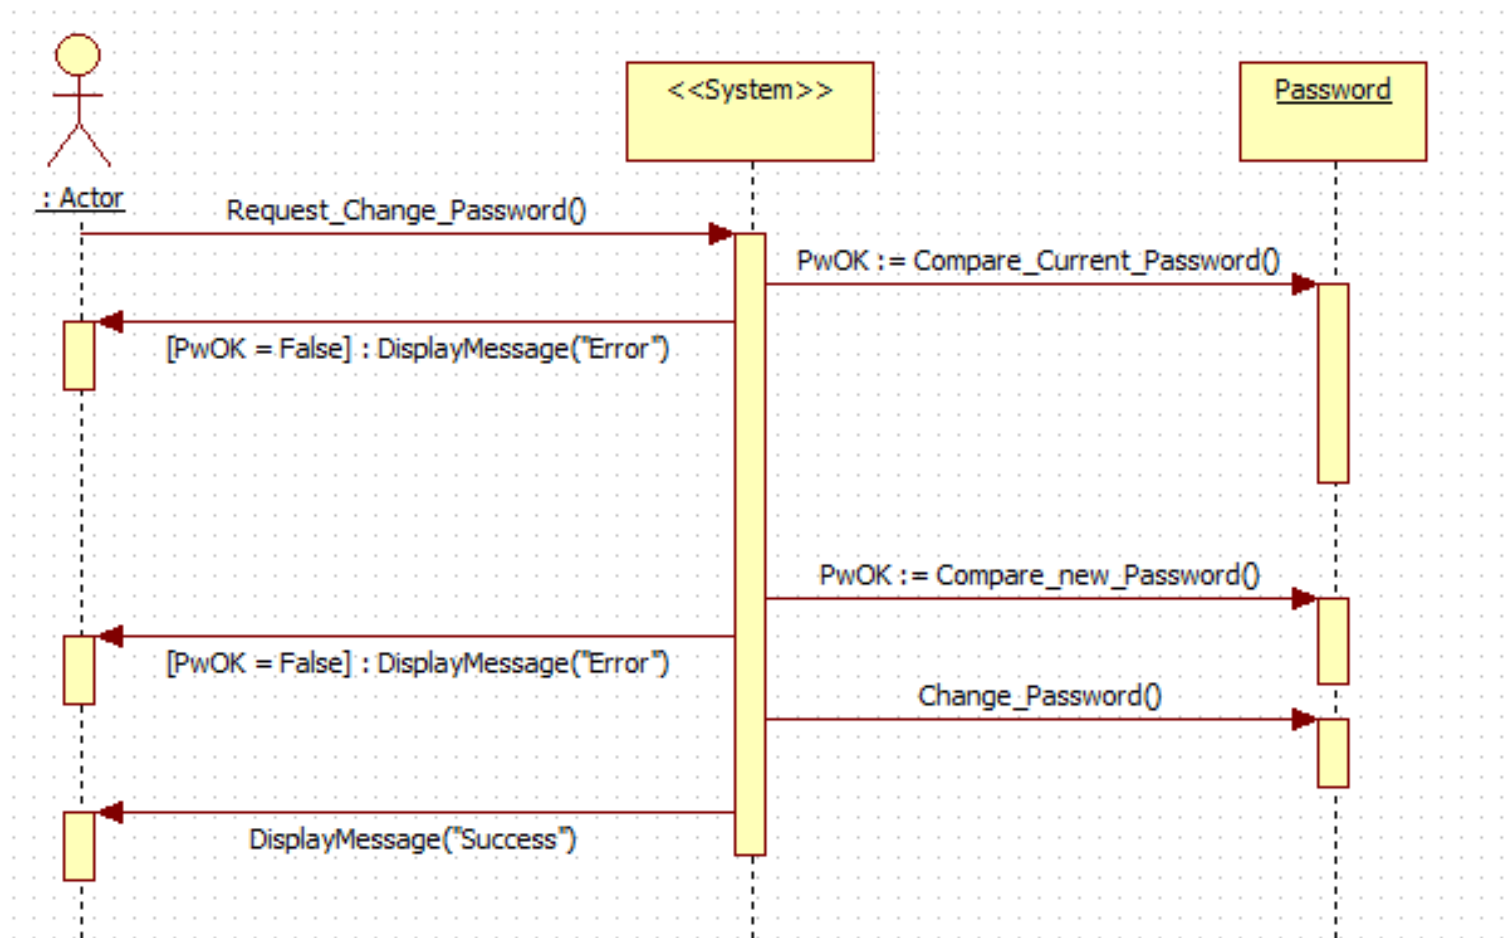 <<System>>
Password
: Actor
Request_Change_Password()
PwOK := Compare_Current_Password()
[PwOK = False] : DisplayMessage("Error")
PwOK := Compare_new_Password()
[PwOK = False] : DisplayMessage("Error")
Change_Password()
DisplayMessage("Success")